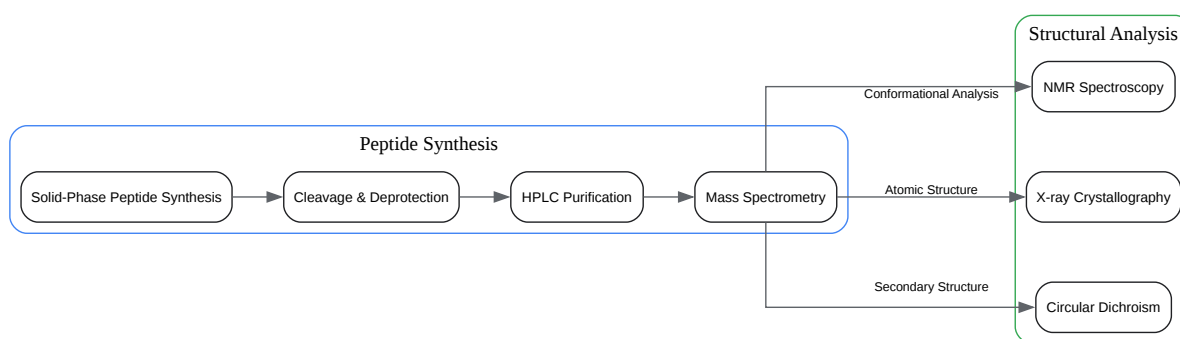 Structural Analysis
NMR Spectroscopy
Conformational Analysis
Peptide Synthesis
Solid-Phase Peptide Synthesis
Cleavage & Deprotection
HPLC Purification
Mass Spectrometry
Atomic Structure
X-ray Crystallography
Secondary Structure
Circular Dichroism